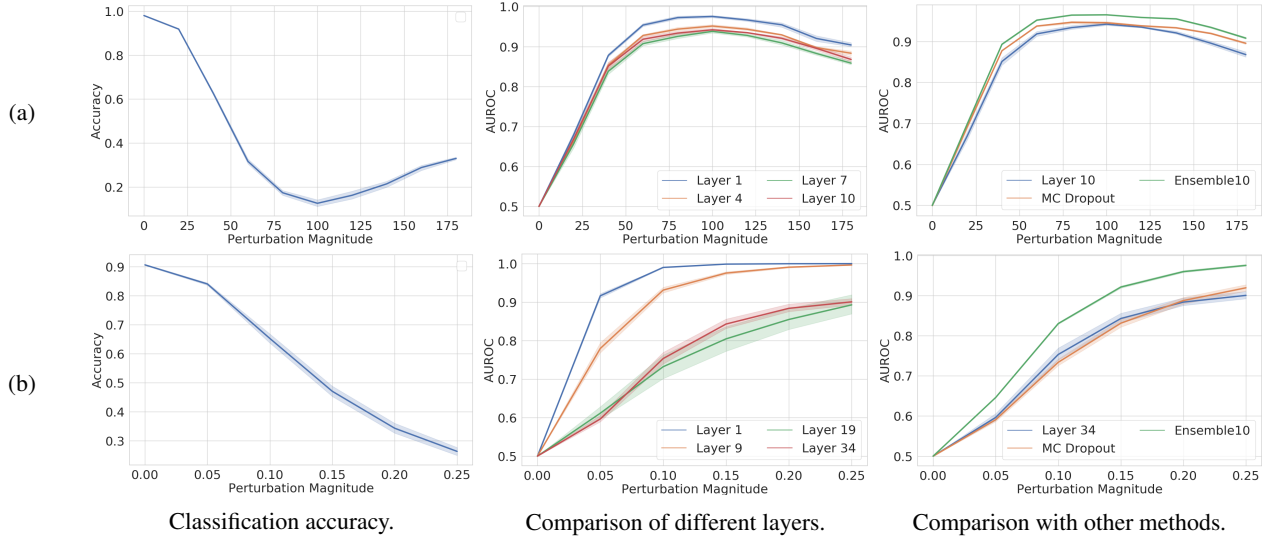 (a)
1.0
0.8
0.6
0.4
0.2
Accuracy
0 25 50 75 100 125 150 175
Perturbation Magnitude
1.0
0.9
0.8
0.7
0.6
0.5
AUROC
Layer 1 Layer 7
Layer 4 Layer 10
0 25 50 75 100 125 150 175
Perturbation Magnitude
1.0
0.9
0.8
0.7
0.6
0.5
AUROC
Layer 10 Ensemble10
MC Dropout
0 25 50 75 100 125 150 175
Perturbation Magnitude
(b)
0.9
0.8
0.7
0.6
0.5
0.4
0.3
Accuracy
0.00 0.05 0.10 0.15 0.20 0.25
Perturbation Magnitude
1.0
0.9
0.8
0.7
0.6
0.5
AUROC
Layer 1 Layer 19
Layer 9 Layer 34
0.00 0.05 0.10 0.15 0.20 0.25
Perturbation Magnitude
1.0
0.9
0.8
0.7
0.6
0.5
AUROC
Layer 34 Ensemble10
MC Dropout
0.00 0.05 0.10 0.15 0.20 0.25
Perturbation Magnitude
Classification accuracy.
Comparison of different layers.
Comparison with other methods.